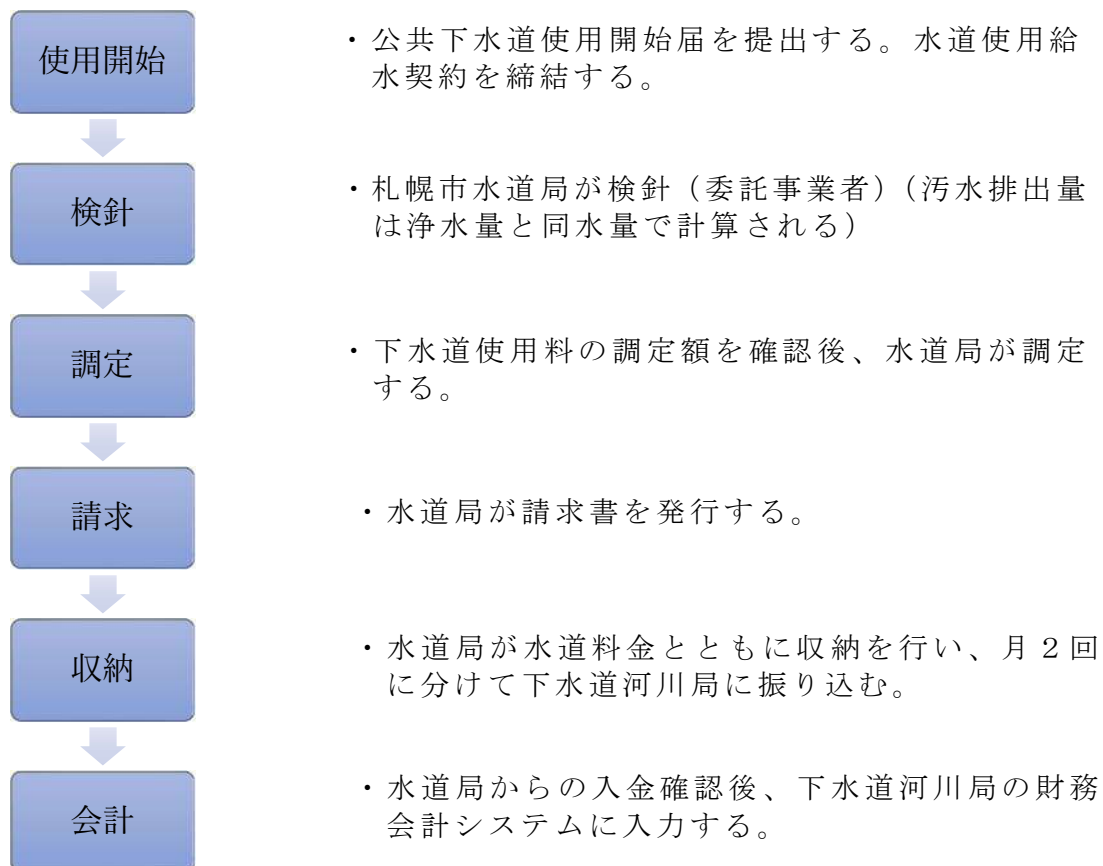 使用開始
・公共下水道使用開始届を提出する。水道使用給
水契約を締結する。
検針
・札幌市水道局が検針（委託事業者）（汚水排出量
は浄水量と同水量で計算される）
調定
・下水道使用料の調定額を確認後、水道局が調定
する。
請求
・水道局が請求書を発行する。
収納
・水道局が水道料金とともに収納を行い、月２回
に分けて下水道河川局に振り込む。
会計
・水道局からの入金確認後、下水道河川局の財務
会計システムに入力する。